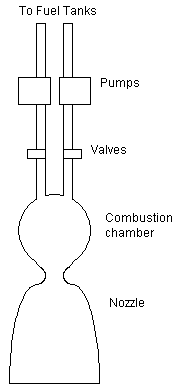 To Fuel Tanks
Pumps
Valves
Combustion
chamber
Nozzle